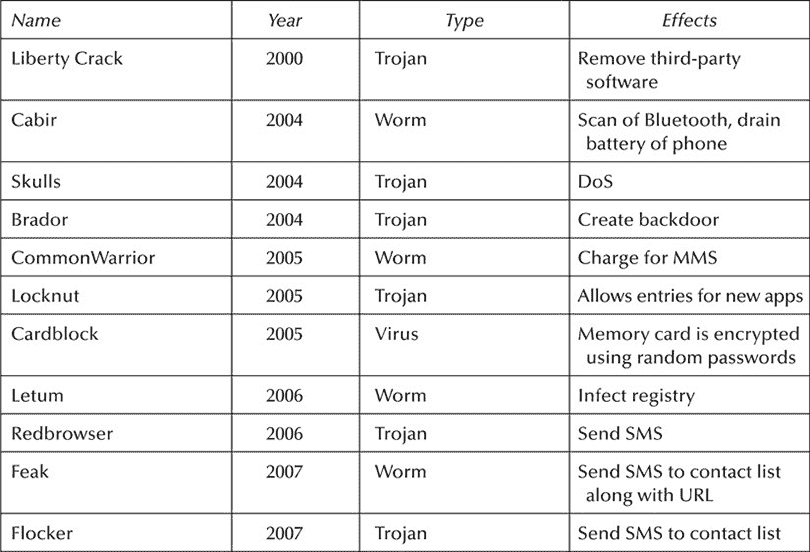 Name Year Type Effects
Liberty Crack 2000 Trojan Remove third-party
software
Cabir 2004 Worm Scan of Bluetooth, drain
battery of phone
Skulls 2004 Trojan DoS
Brador 2004 Trojan Create backdoor
CommonWarrior 2005 Worm Charge for MMS
Locknut 2005 Trojan Allows entries for new apps
Cardblock 2005 Virus Memory card is encrypted
using random passwords
Letum 2006 Worm Infect registry
Redbrowser 2006 Trojan Send SMS
Feak 2007 Worm Send SMS to contact list
along with URL
Flocker 2007 Trojan Send SMS to contact list